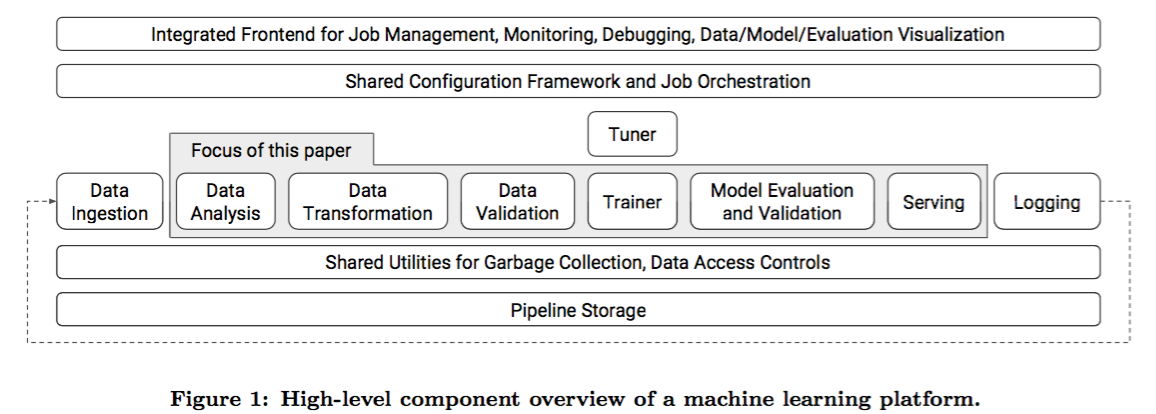 Integrated Frontend for Job Management, Monitoring, Debugging, Data/Model/Evaluation Visualization
Shared Configuration Framework and Job Orchestration
Tuner
Focus of this paper
Data
Ingestion
Data
Analysis
Data
Transformation
Data
Validation
Trainer
Model Evaluation
and Validation
Serving
Logging
Shared Utilities for Garbage Collection, Data Access Controls
Pipeline Storage
Figure 1: High-level component overview of a machine learning platform.